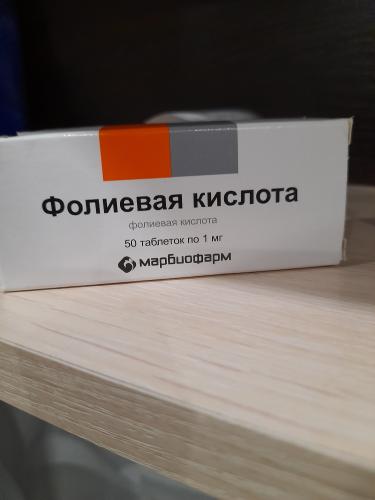 Фолиевая кислота
фолиевая кислота
50 таблеток по 1 мг
марбиофарм